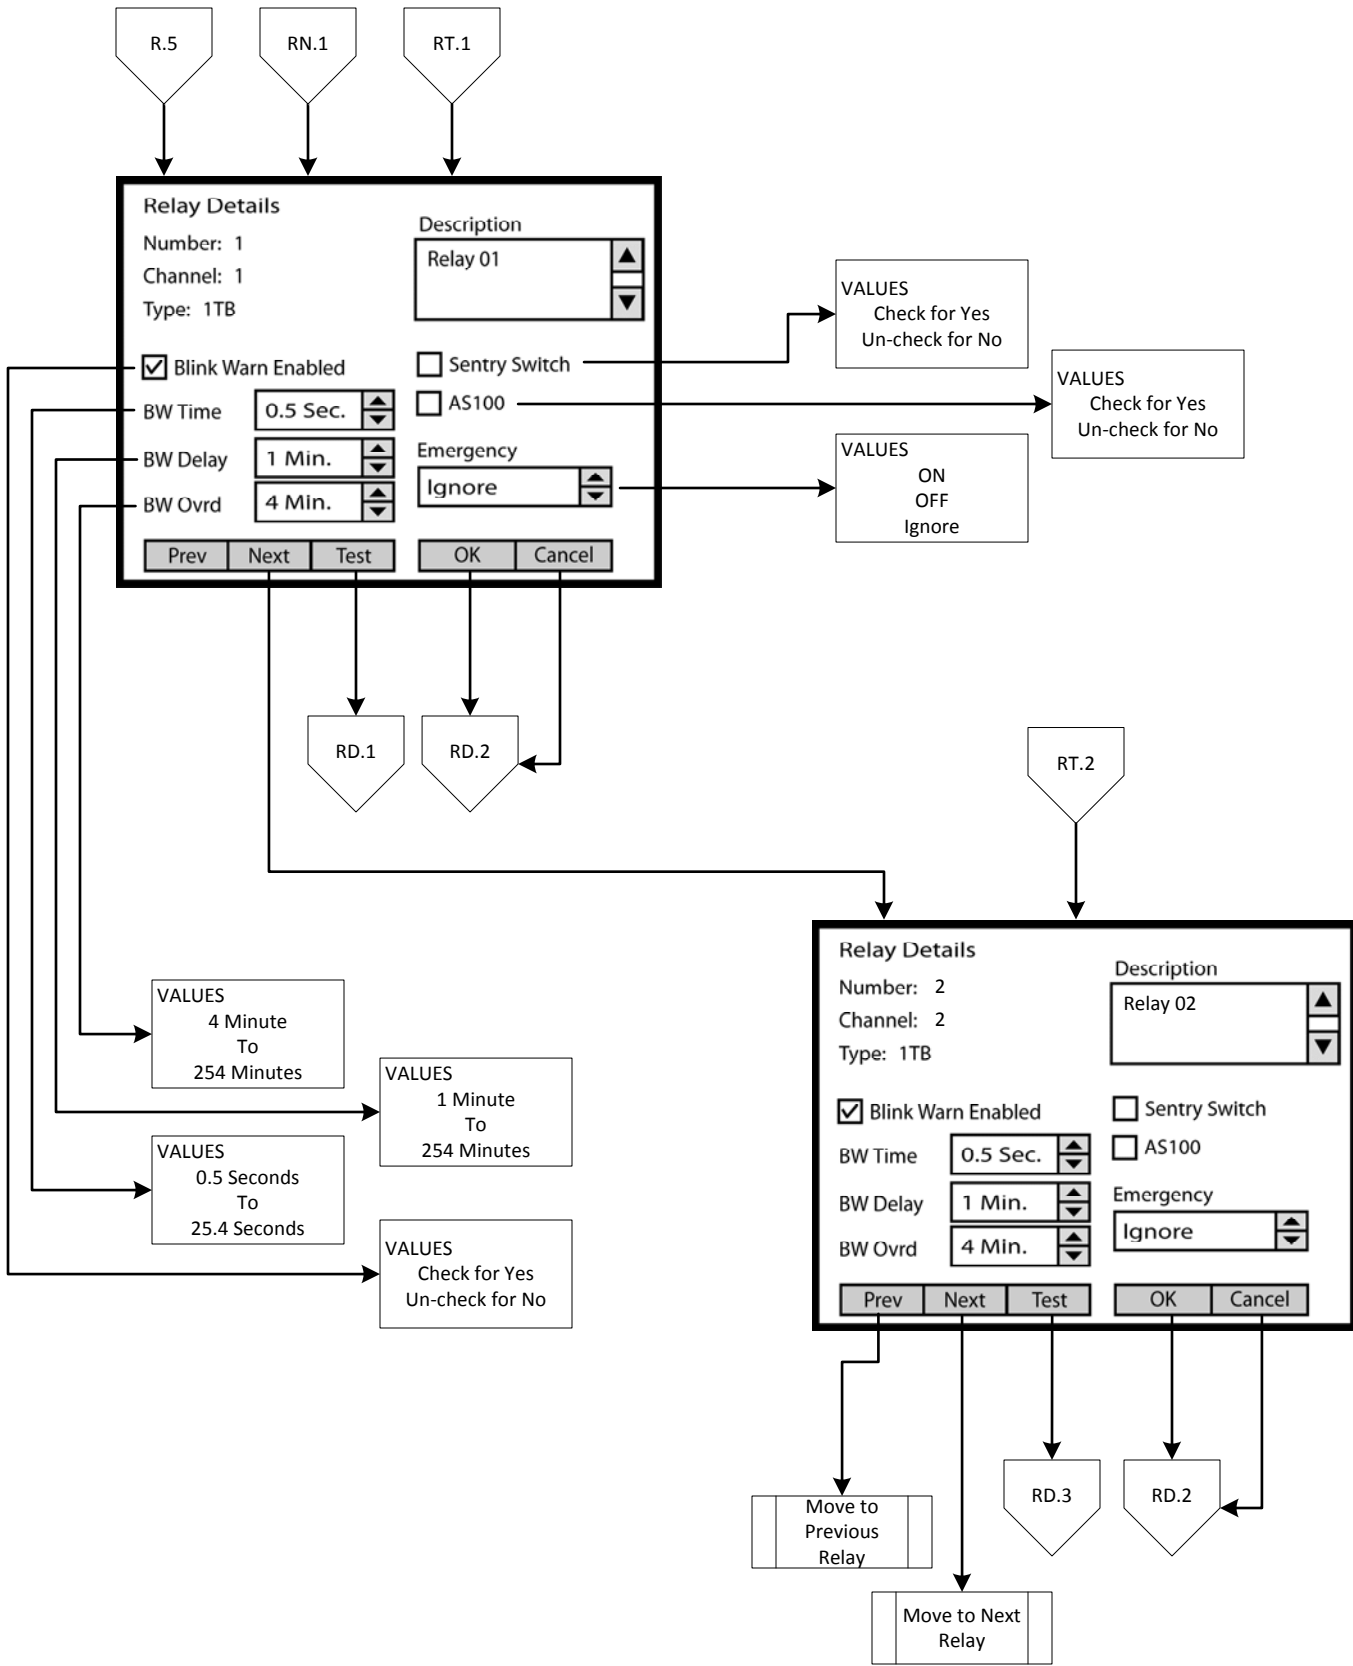 R.5
RN.1
RT.1
Relay Details
Number: 1
Channel: 1
Type: 1TB
Description
Relay 01
Blink Warn Enabled
BW Time
0.5 Sec.
BW Delay
1 Min.
BW Ovrd
4 Min.
Sentry Switch
AS100
Emergency
Ignore
Prev
Next
Test
OK
Cancel
VALUES
Check for Yes
Un-check for No
VALUES
Check for Yes
Un-check for No
VALUES
ON
OFF
Ignore
RD.1
RD.2
RT.2
Relay Details
Number: 2
Channel: 2
Type: 1TB
Description
Relay 02
Blink Warn Enabled
BW Time
0.5 Sec.
BW Delay
1 Min.
BW Ovrd
4 Min.
Sentry Switch
AS100
Emergency
Ignore
Prev
Next
Test
OK
Cancel
VALUES
4 Minute
To
254 Minutes
VALUES
1 Minute
To
254 Minutes
VALUES
0.5 Seconds
To
25.4 Seconds
VALUES
Check for Yes
Un-check for No
RD.3
RD.2
Move to
Previous
Relay
Move to Next
Relay